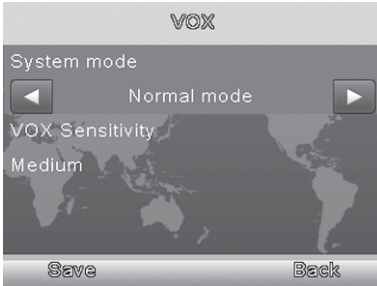 VOX
System mode
Normal mode
VOX Sensitivity
Medium
Save Back